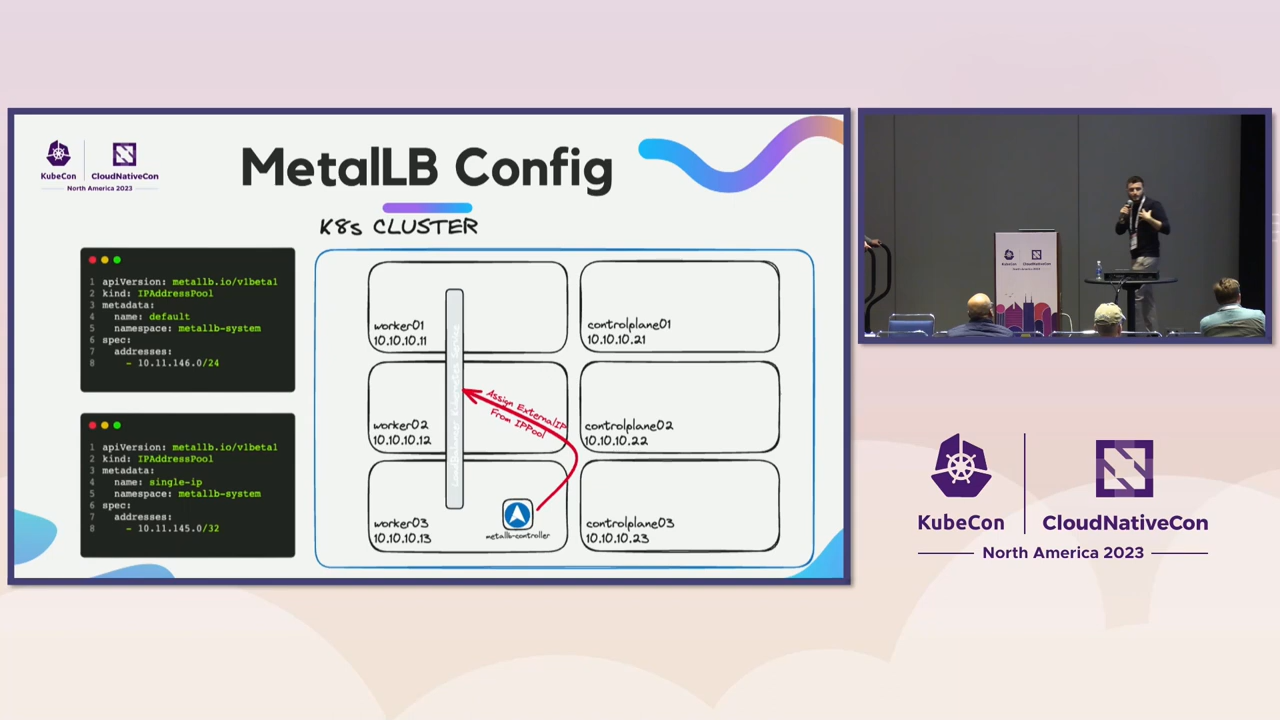 KubeCon
CloudNativeCon
North America 2023
MetalLB Config
K8s CLUSTER
1 apiVersion: metallb.io/v1beta1
2 kind: IPAddressPool
3 metadata:
4 name: default
5 namespace: metallb-system
6 spec:
7 addresses:
8 - 10.11.146.0/24
1 apiVersion: metallb.io/v1beta1
2 kind: IPAddressPool
3 metadata:
4 name: single-ip
5 namespace: metallb-system
6 spec:
7 addresses:
8 - 10.11.145.0/32
worker01
10.10.10.11
controlplane01
10.10.10.21
worker02
10.10.10.12
controlplane02
10.10.10.22
worker03
10.10.10.13
controlplane03
10.10.10.23
LoadBalancer Kubernetes Service
Assign ExternalIP
From IPPool
metallb-controller
KubeCon
CloudNativeCon
KubeCon
CloudNativeCon
North America 2023